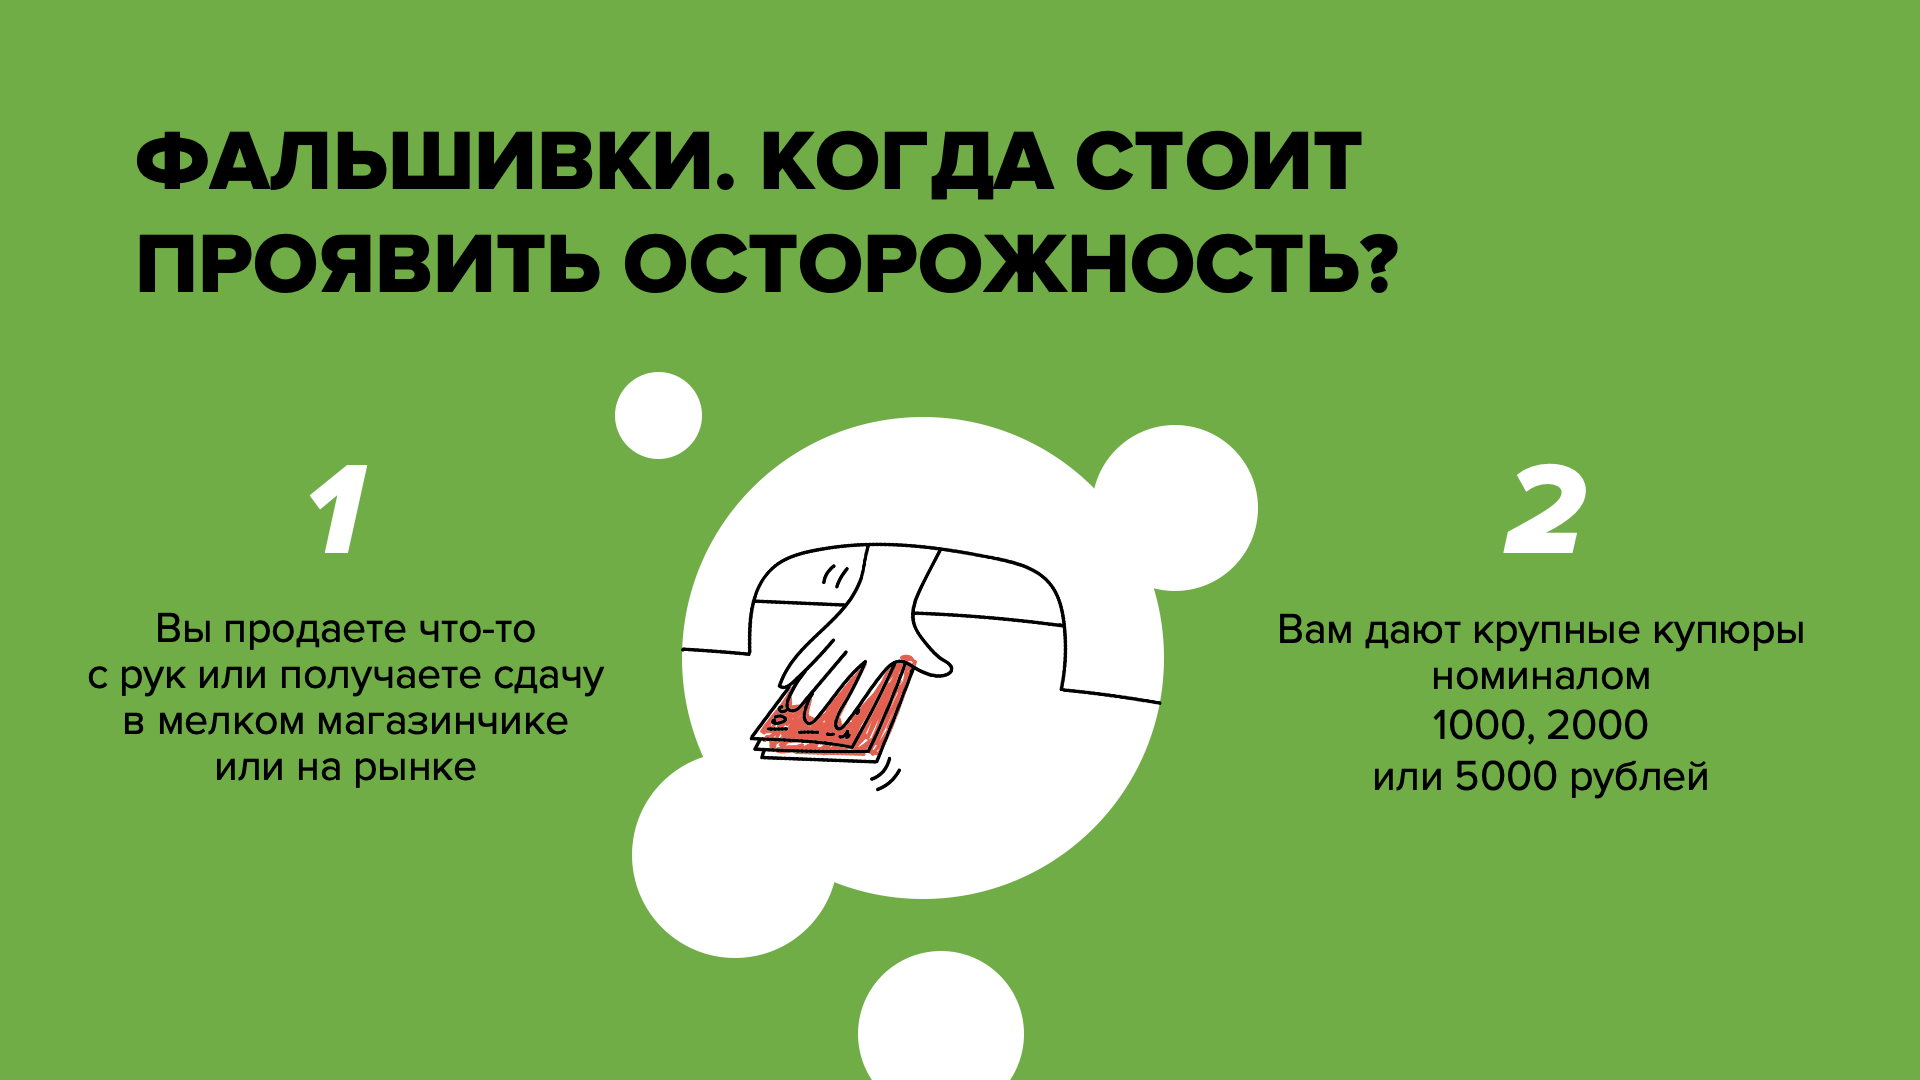 ФАЛЬШИВКИ. КОГДА СТОИТ
ПРОЯВИТЬ ОСТОРОЖНОСТЬ?
1
Вы продаете что-то
с рук или получаете сдачу
в мелком магазинчике
или на рынке
2
Вам дают крупные купюры
номиналом
1000, 2000
или 5000 рублей